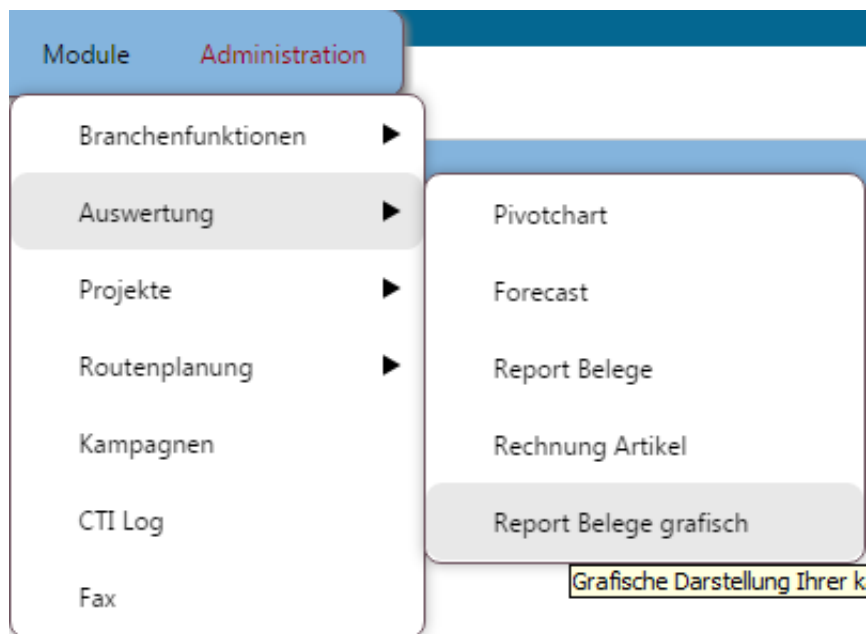 Module Administration
Branchenfunktionen
Auswertung
Projekte
Routenplanung
Kampagnen
CTI Log
Fax
Pivotchart
Forecast
Report Belege
Rechnung Artikel
Report Belege grafisch
Grafische Darstellung Ihrer